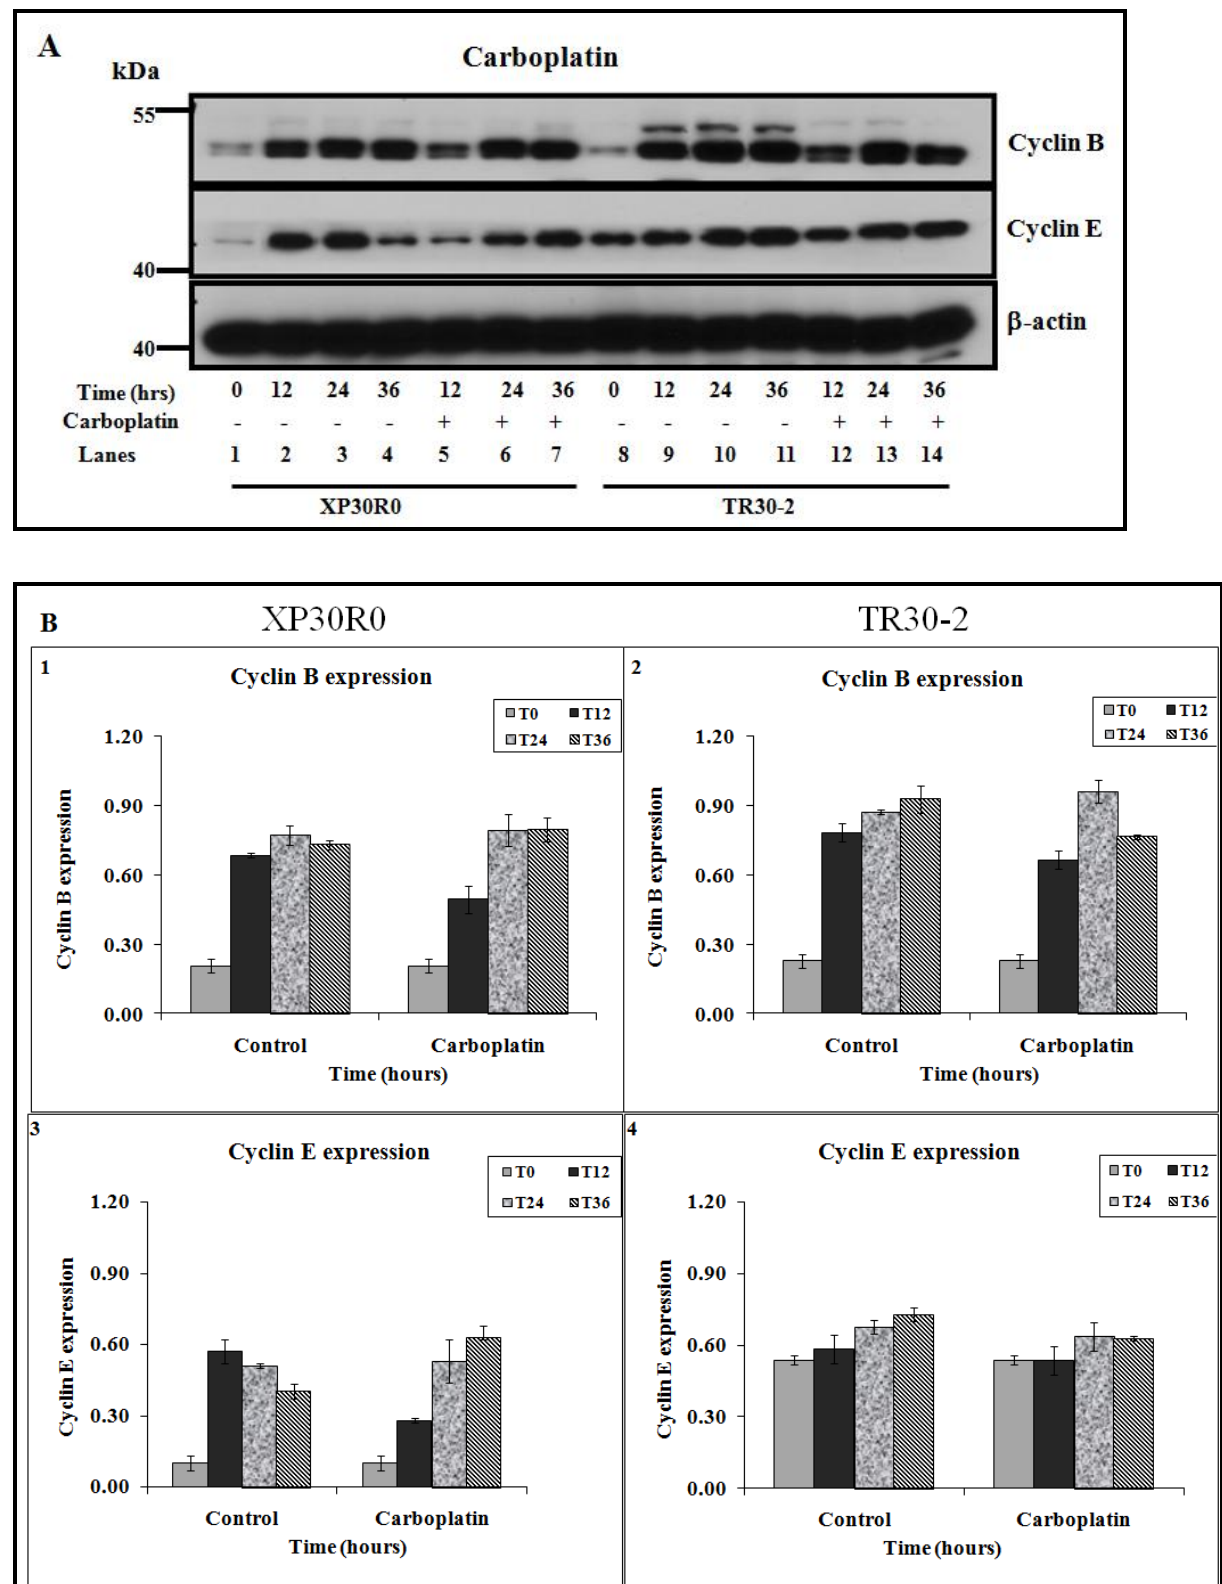 A
Carboplatin
kDa
55
Cyclin B
Cyclin E
40
β-actin
40
Time (hrs) 0 12 24 36 12 24 36 0 12 24 36 12 24 36
Carboplatin - - - - + + + - - - - + + +
Lanes 1 2 3 4 5 6 7 8 9 10 11 12 13 14
XP30R0 TR30-2
B
XP30R0 TR30-2
1
Cyclin B expression
T0 T12
T24 T36
1.20
0.90
0.60
0.30
0.00
Cyclin B expression
Control Carboplatin
Time (hours)
2
Cyclin B expression
T0 T12
T24 T36
1.20
0.90
0.60
0.30
0.00
Cyclin B expression
Control Carboplatin
Time (hours)
3
Cyclin E expression
T0 T12
T24 T36
1.20
0.90
0.60
0.30
0.00
Cyclin E expression
Control Carboplatin
Time (hours)
4
Cyclin E expression
T0 T12
T24 T36
1.20
0.90
0.60
0.30
0.00
Cyclin E expression
Control Carboplatin
Time (hours)